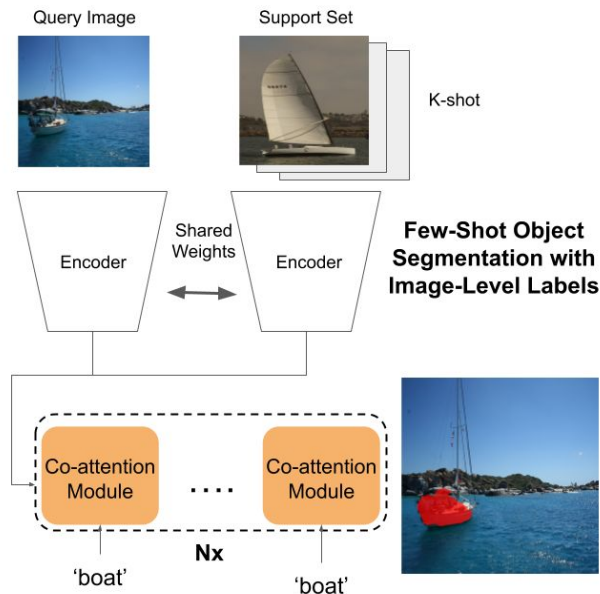 Query Image
Support Set
K-shot
Encoder
Shared
Weights
Encoder
Few-Shot Object
Segmentation with
Image-Level Labels
Co-attention
Module
....
Co-attention
Module
Nx
‘boat’
‘boat’